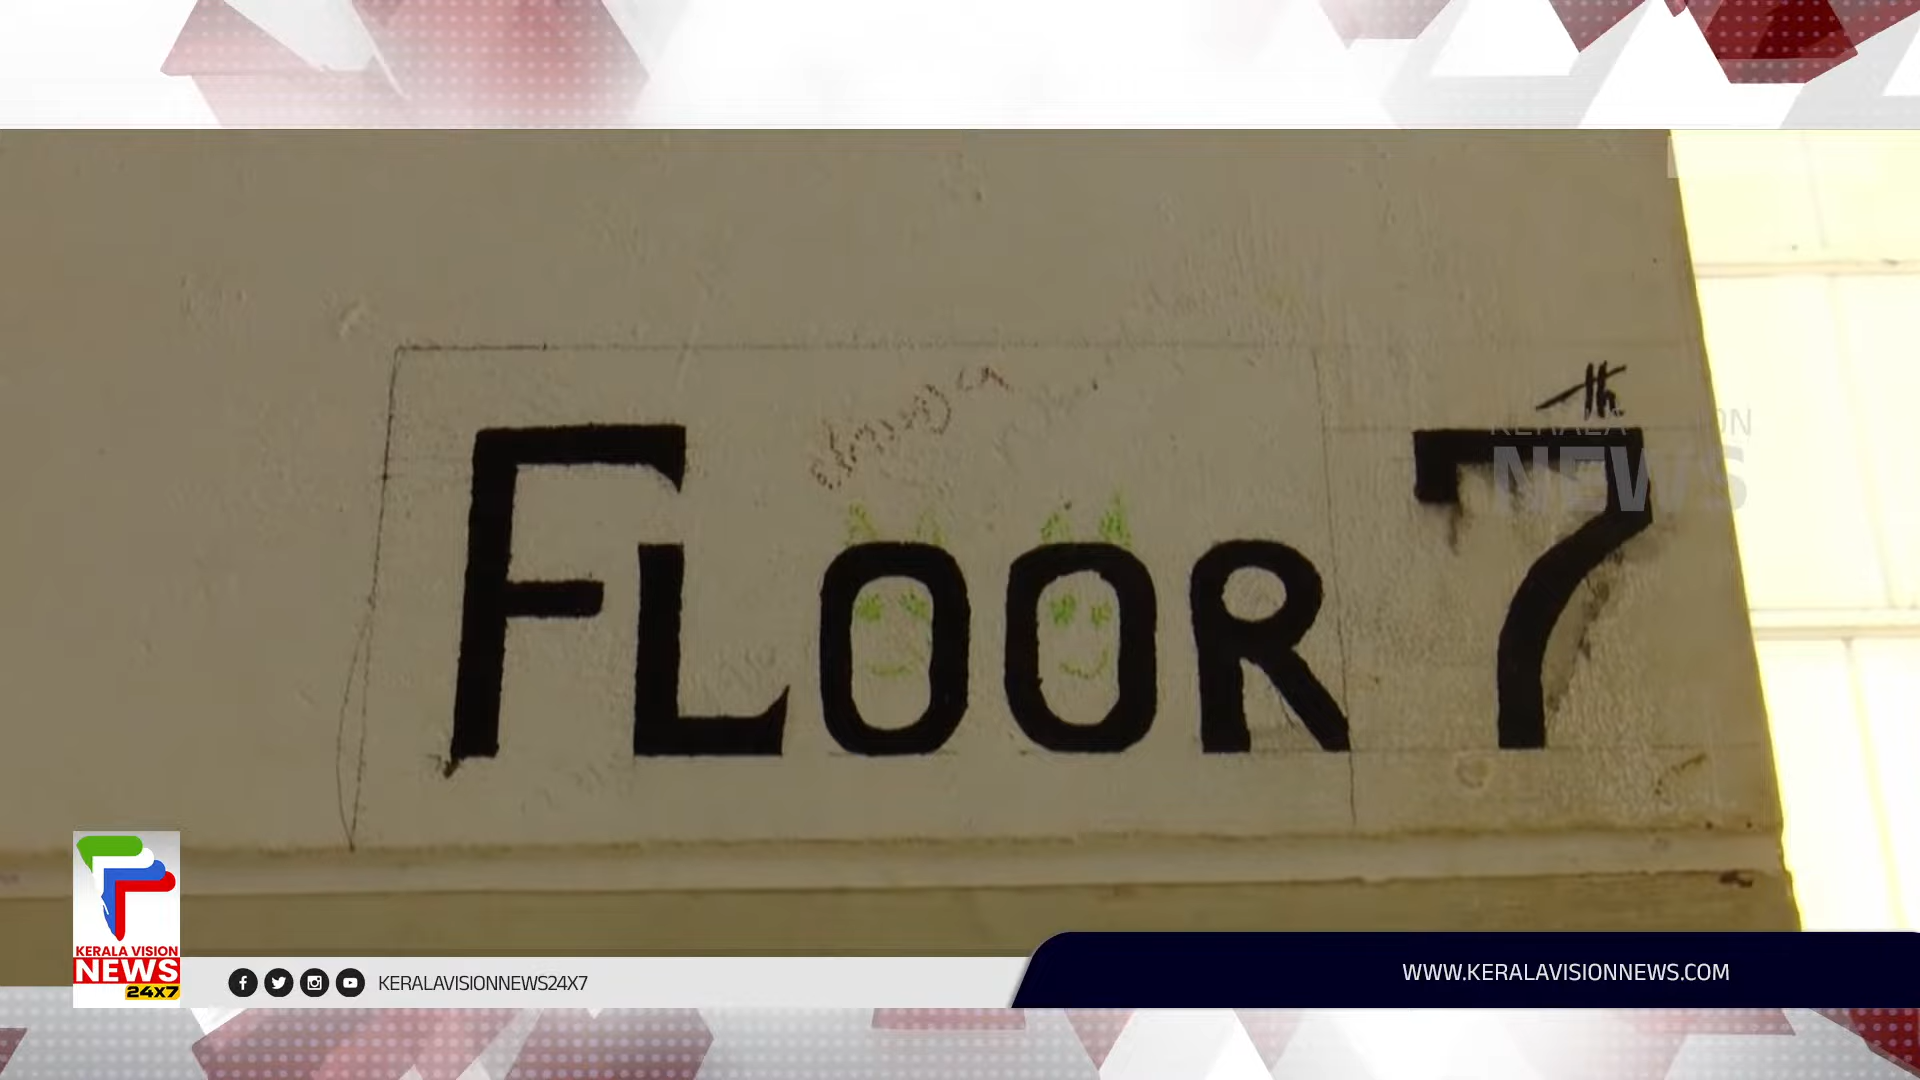 th
FLOOR 7
KERALA VISION
NEWS
KERALA VISION
NEWS
24X7
KERALAVISIONNEWS24X7
WWW.KERALAVISIONNEWS.COM